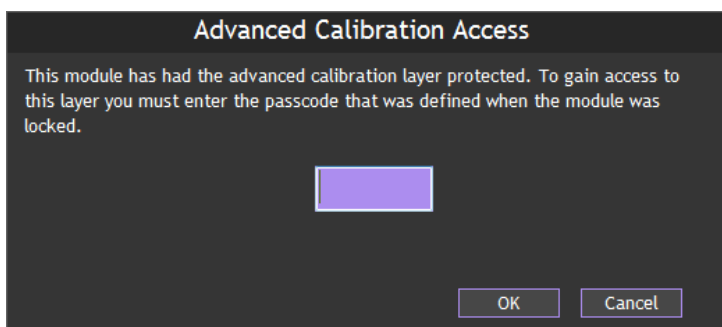 Advanced Calibration Access
This module has had the advanced calibration layer protected. To gain access to
this layer you must enter the passcode that was defined when the module was
locked.
OK
Cancel